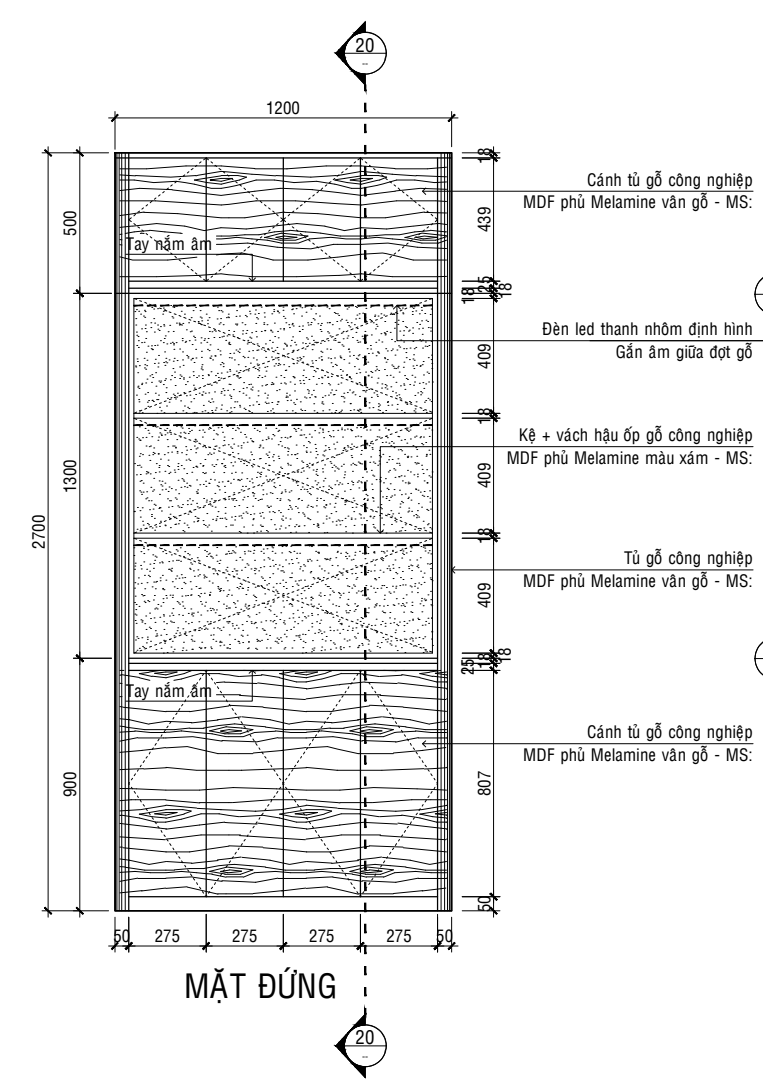 20
--
1200
18
Cánh tủ gỗ công nghiệp
MDF phủ Melamine vân gỗ - MS:
500
439
Tay nắm âm
25
18
18
Đèn led thanh nhôm định hình
Gắn âm giữa đợt gỗ
409
18
Kệ + vách hậu ốp gỗ công nghiệp
MDF phủ Melamine màu xám - MS:
1300
409
2700
18
Tủ gỗ công nghiệp
MDF phủ Melamine vân gỗ - MS:
409
18
18
25
18
Tay nắm âm
Cánh tủ gỗ công nghiệp
MDF phủ Melamine vân gỗ - MS:
900
807
50
50
275
275
275
275
50
MẶT ĐỨNG
20
--